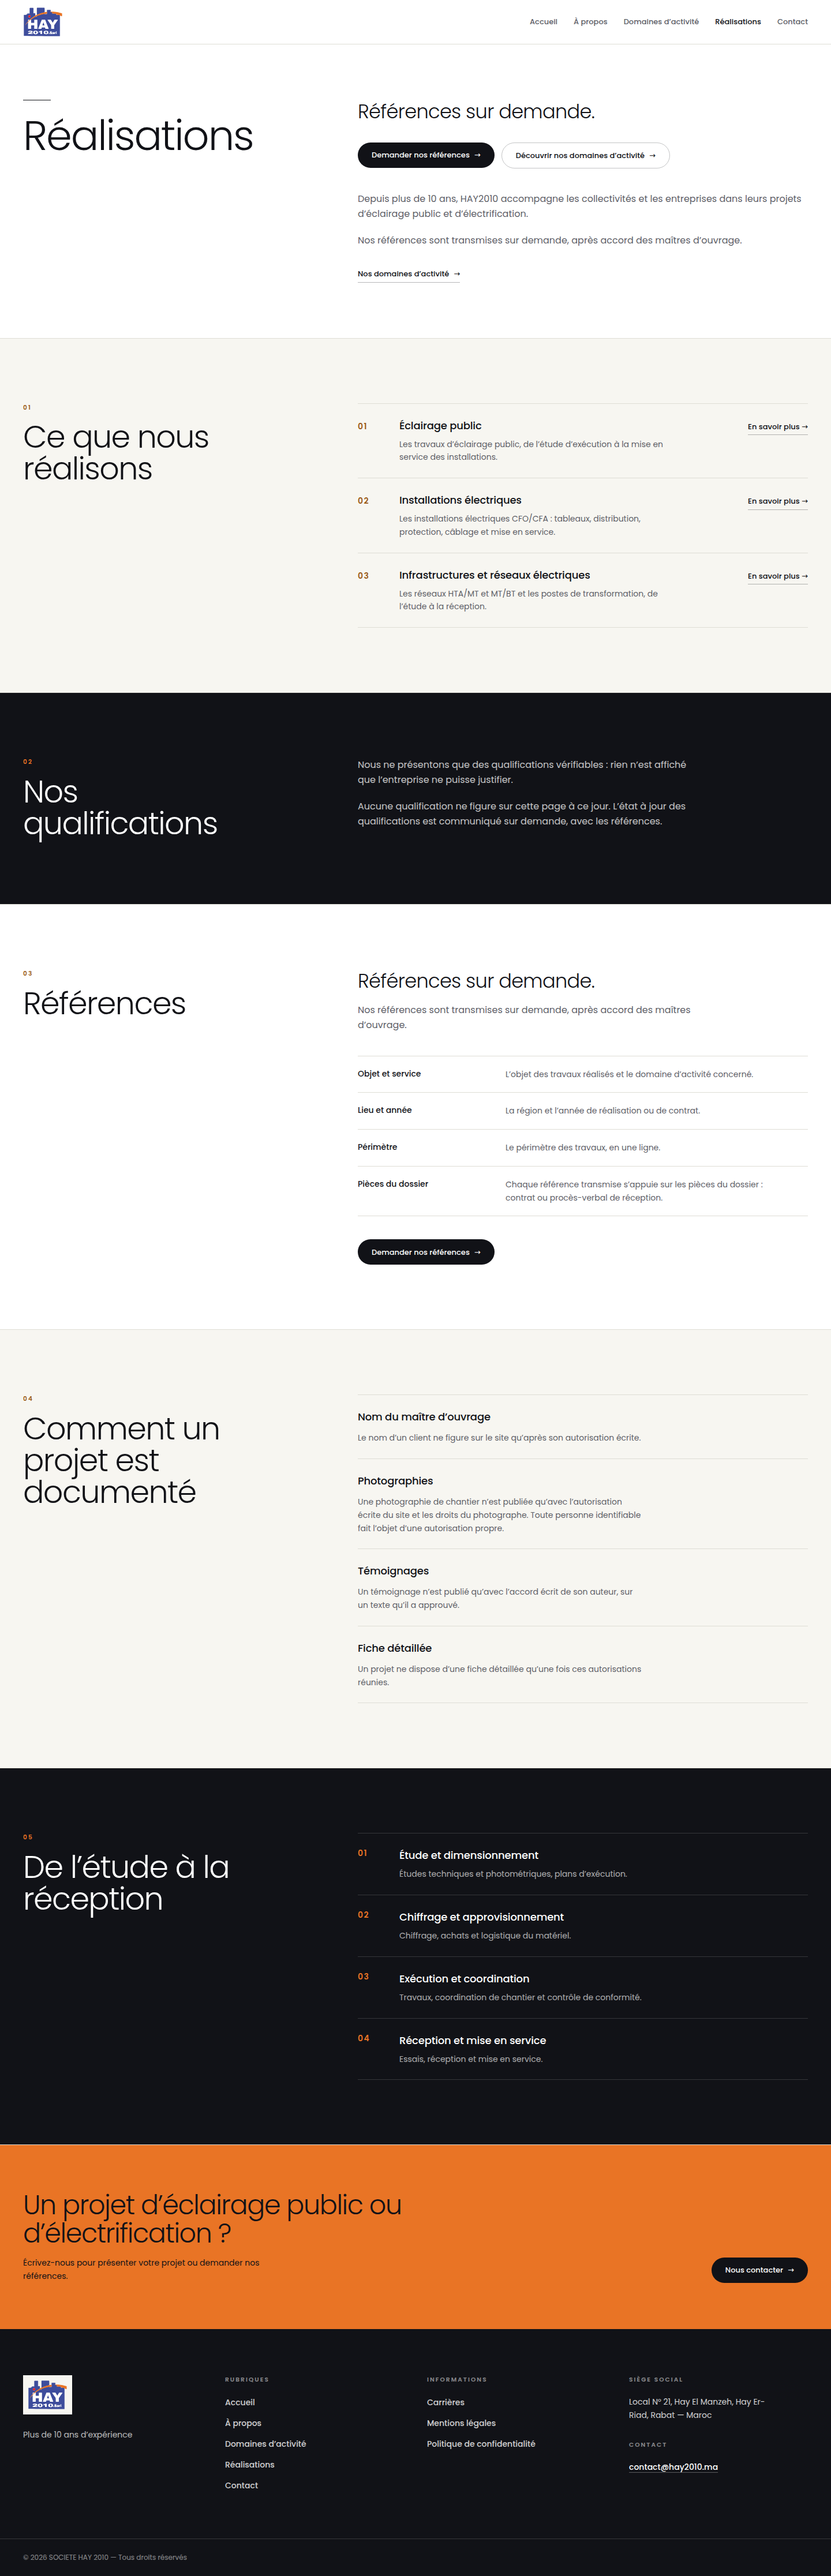 HAY
2010.sarl
Accueil
À propos
Domaines d’activité
Réalisations
Contact
Réalisations
Références sur demande.
Demander nos références →
Découvrir nos domaines d’activité →
Depuis plus de 10 ans, HAY2010 accompagne les collectivités et les entreprises dans leurs projets
d’éclairage public et d’électrification.
Nos références sont transmises sur demande, après accord des maîtres d’ouvrage.
Nos domaines d’activité →
01
Ce que nous
réalisons
01
Éclairage public
En savoir plus →
Les travaux d’éclairage public, de l’étude d’exécution à la mise en
service des installations.
02
Installations électriques
En savoir plus →
Les installations électriques CFO/CFA : tableaux, distribution,
protection, câblage et mise en service.
03
Infrastructures et réseaux électriques
En savoir plus →
Les réseaux HTA/MT et MT/BT et les postes de transformation, de
l’étude à la réception.
02
Nos
qualifications
Nous ne présentons que des qualifications vérifiables : rien n’est affiché
que l’entreprise ne puisse justifier.
Aucune qualification ne figure sur cette page à ce jour. L’état à jour des
qualifications est communiqué sur demande, avec les références.
03
Références
Références sur demande.
Nos références sont transmises sur demande, après accord des maîtres
d’ouvrage.
Objet et service
L’objet des travaux réalisés et le domaine d’activité concerné.
Lieu et année
La région et l’année de réalisation ou de contrat.
Périmètre
Le périmètre des travaux, en une ligne.
Pièces du dossier
Chaque référence transmise s’appuie sur les pièces du dossier :
contrat ou procès-verbal de réception.
Demander nos références →
04
Comment un
projet est
documenté
Nom du maître d’ouvrage
Le nom d’un client ne figure sur le site qu’après son autorisation écrite.
Photographies
Une photographie de chantier n’est publiée qu’avec l’autorisation
écrite du site et les droits du photographe. Toute personne identifiable
fait l’objet d’une autorisation propre.
Témoignages
Un témoignage n’est publié qu’avec l’accord écrit de son auteur, sur
un texte qu’il a approuvé.
Fiche détaillée
Un projet ne dispose d’une fiche détaillée qu’une fois ces autorisations
réunies.
05
De l’étude à la
réception
01
Étude et dimensionnement
Études techniques et photométriques, plans d’exécution.
02
Chiffrage et approvisionnement
Chiffrage, achats et logistique du matériel.
03
Exécution et coordination
Travaux, coordination de chantier et contrôle de conformité.
04
Réception et mise en service
Essais, réception et mise en service.
Un projet d’éclairage public ou
d’électrification ?
Écrivez-nous pour présenter votre projet ou demander nos
références.
Nous contacter →
HAY
2010.sarl
Plus de 10 ans d’expérience
RUBRIQUES
Accueil
À propos
Domaines d’activité
Réalisations
Contact
INFORMATIONS
Carrières
Mentions légales
Politique de confidentialité
SIÈGE SOCIAL
Local N° 21, Hay El Manzeh, Hay Er-
Riad, Rabat — Maroc
CONTACT
contact@hay2010.ma
© 2026 SOCIETE HAY 2010 — Tous droits réservés